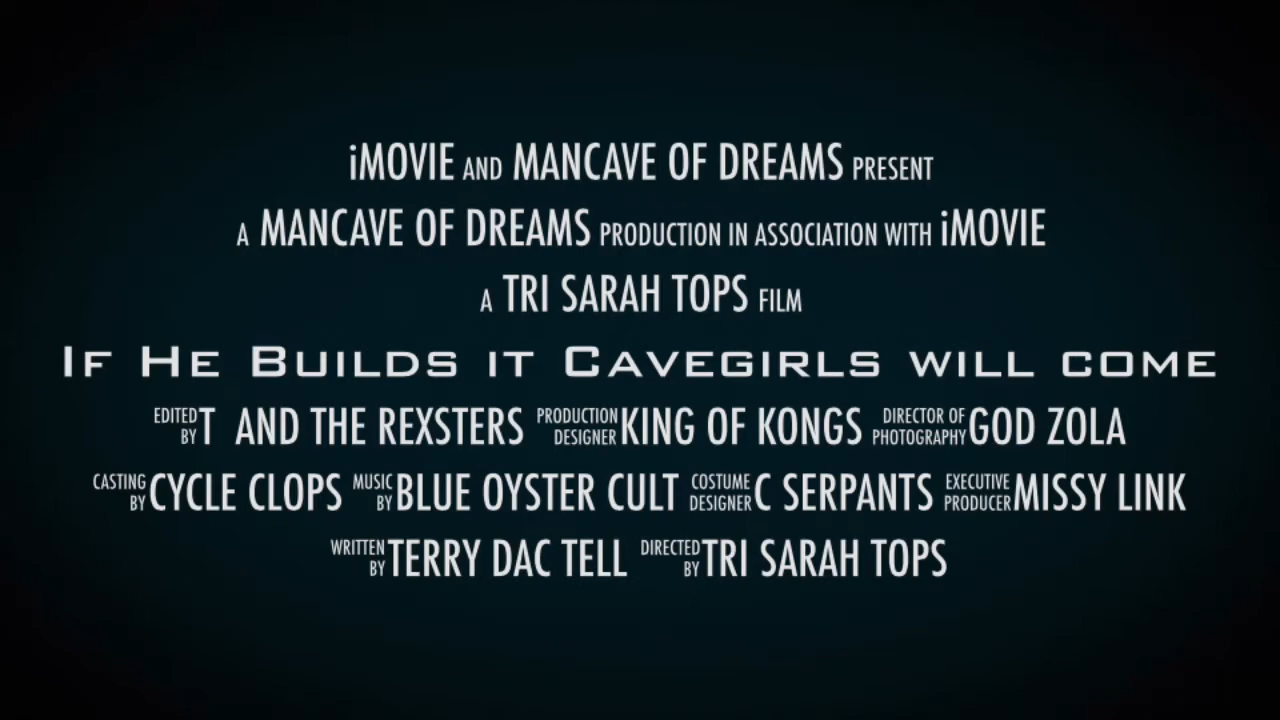 iMOVIE AND MANCAVE OF DREAMS PRESENT
A MANCAVE OF DREAMS PRODUCTION IN ASSOCIATION WITH iMOVIE
A TRI SARAH TOPS FILM
IF HE BUILDS IT CAVEGIRLS WILL COME
EDITED BY T AND THE REXSTERS PRODUCTION DESIGNER KING OF KONGS DIRECTOR OF PHOTOGRAPHY GOD ZOLA
CASTING BY CYCLE CLOPS MUSIC BY BLUE OYSTER CULT COSTUME DESIGNER C SERPANTS EXECUTIVE PRODUCER MISSY LINK
WRITTEN BY TERRY DAC TELL DIRECTED BY TRI SARAH TOPS